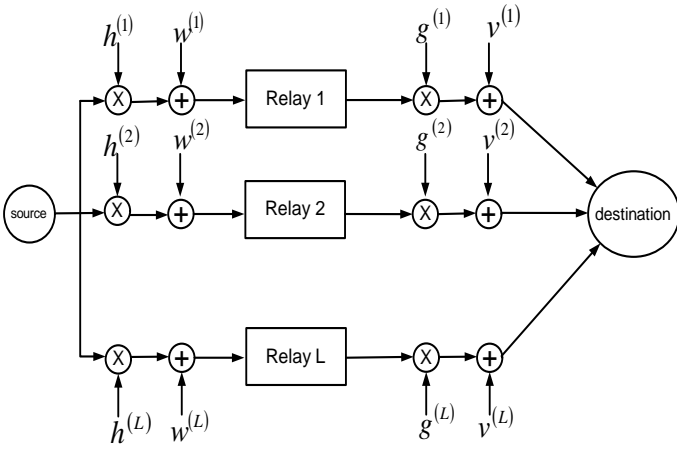 h^(1) w^(1) g^(1) v^(1)
X + Relay 1 X +
h^(2) w^(2) g^(2) v^(2)
source X + Relay 2 X + destination
X + Relay L X +
h^(L) w^(L) g^(L) v^(L)